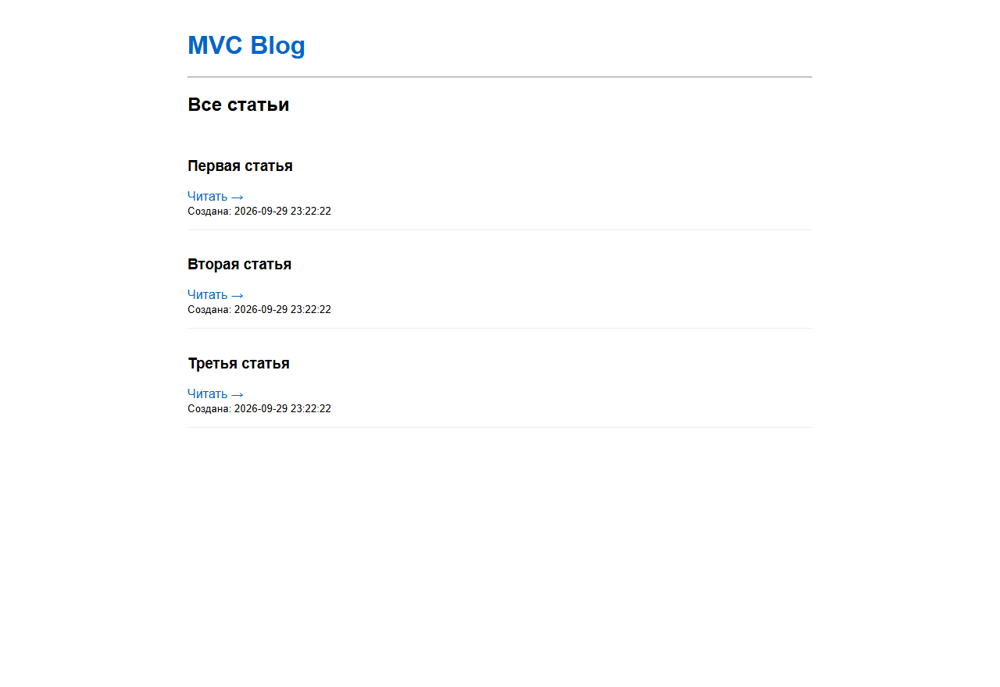 MVC Blog
Все статьи
Первая статья
Читать →
Создана: 2026-09-29 23:22:22
Вторая статья
Читать →
Создана: 2026-09-29 23:22:22
Третья статья
Читать →
Создана: 2026-09-29 23:22:22